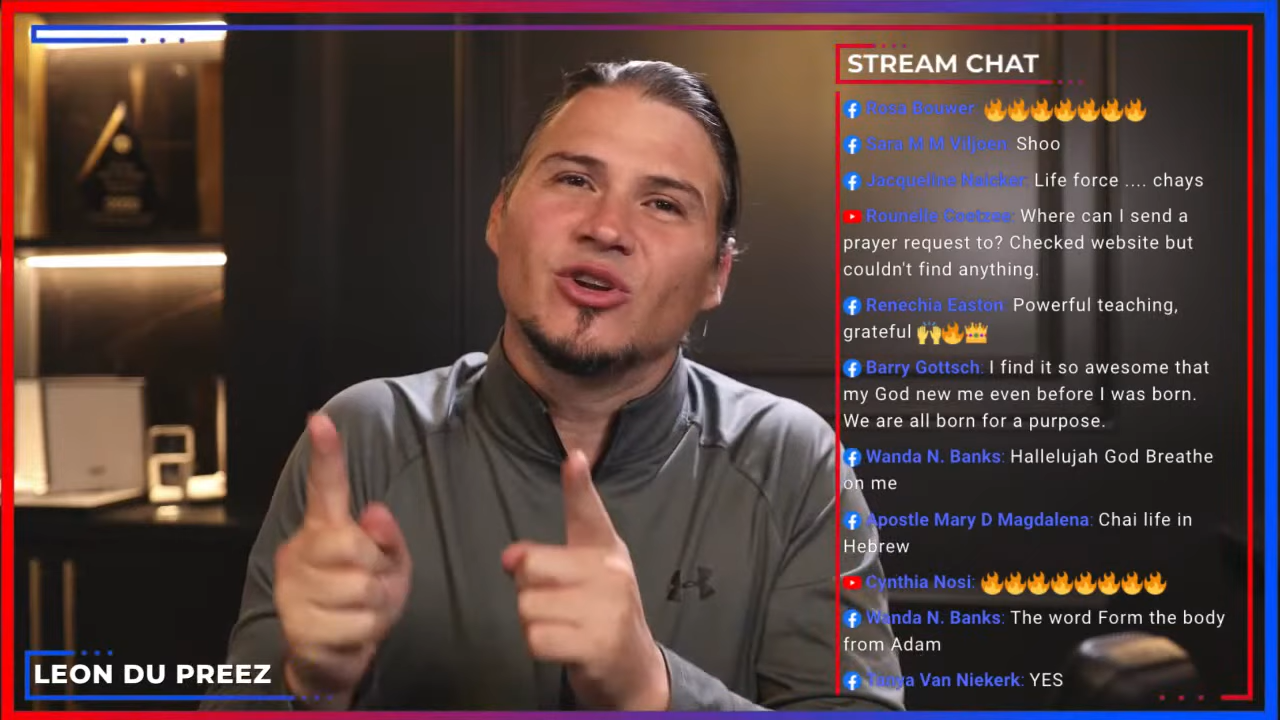 STREAM CHAT
Rosa Bouwer: 🔥🔥🔥🔥🔥🔥🔥
Sara M M Viljoen: Shoo
Jacqueline Naicker: Life force .... chays
Rounelle Coetzee: Where can I send a
prayer request to? Checked website but
couldn't find anything.
Renechia Easton: Powerful teaching,
grateful 🙌🔥👑
Barry Gottsch: I find it so awesome that
my God new me even before I was born.
We are all born for a purpose.
Wanda N. Banks: Hallelujah God Breathe
on me
Apostle Mary D Magdalena: Chai life in
Hebrew
Cynthia Nosi: 🔥🔥🔥🔥🔥🔥🔥🔥
Wanda N. Banks: The word Form the body
from Adam
Tanya Van Niekerk: YES
LEON DU PREEZ